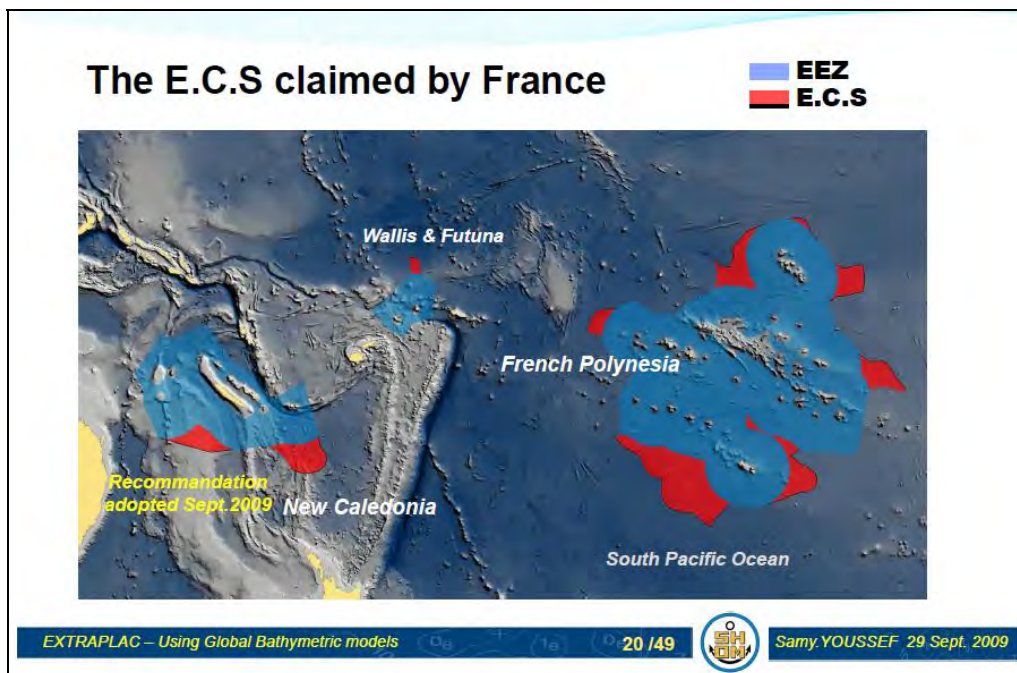 The E.C.S claimed by France
EEZ
E.C.S
Wallis & Futuna
French Polynesia
Recommandation
adopted Sept.2009
New Caledonia
South Pacific Ocean
EXTRAPLAC – Using Global Bathymetric models
20 /49
SH
OM
Samy.YOUSSEF 29 Sept. 2009